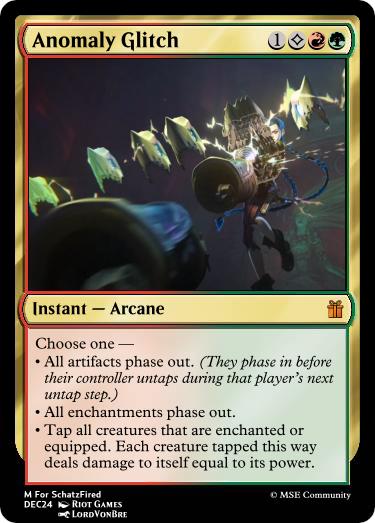 Anomaly Glitch
1
Instant — Arcane
Choose one —
• All artifacts phase out. (They phase in before
their controller untaps during that player's next
untap step.)
• All enchantments phase out.
• Tap all creatures that are enchanted or
equipped. Each creature tapped this way
deals damage to itself equal to its power.
M For SchatzFired
DEC24 Riot Games
LordVonBre
© MSE Community